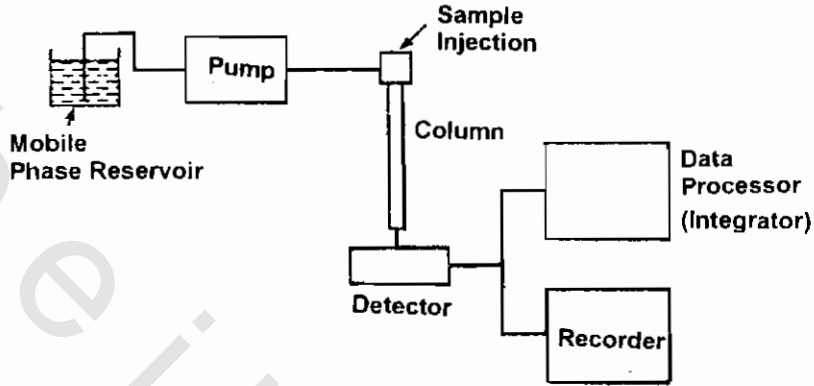 Sample
Injection
Pump
Mobile
Phase Reservoir
Column
Data
Processor
(Integrator)
Detector
Recorder